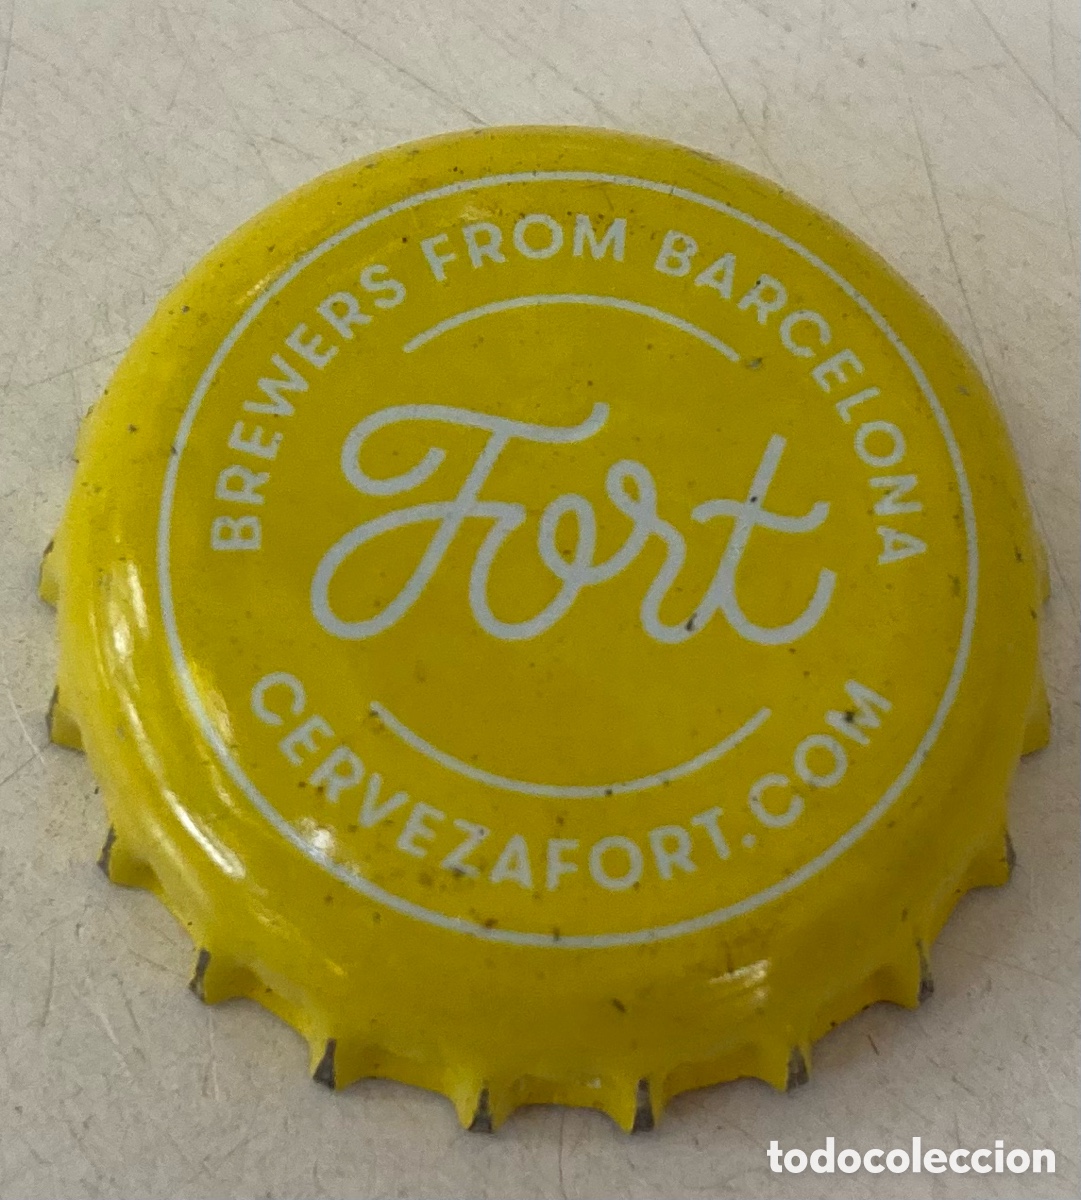 BREWERS FROM BARCELONA
Fort
CERVEZAFORT.COM
todocoleccion